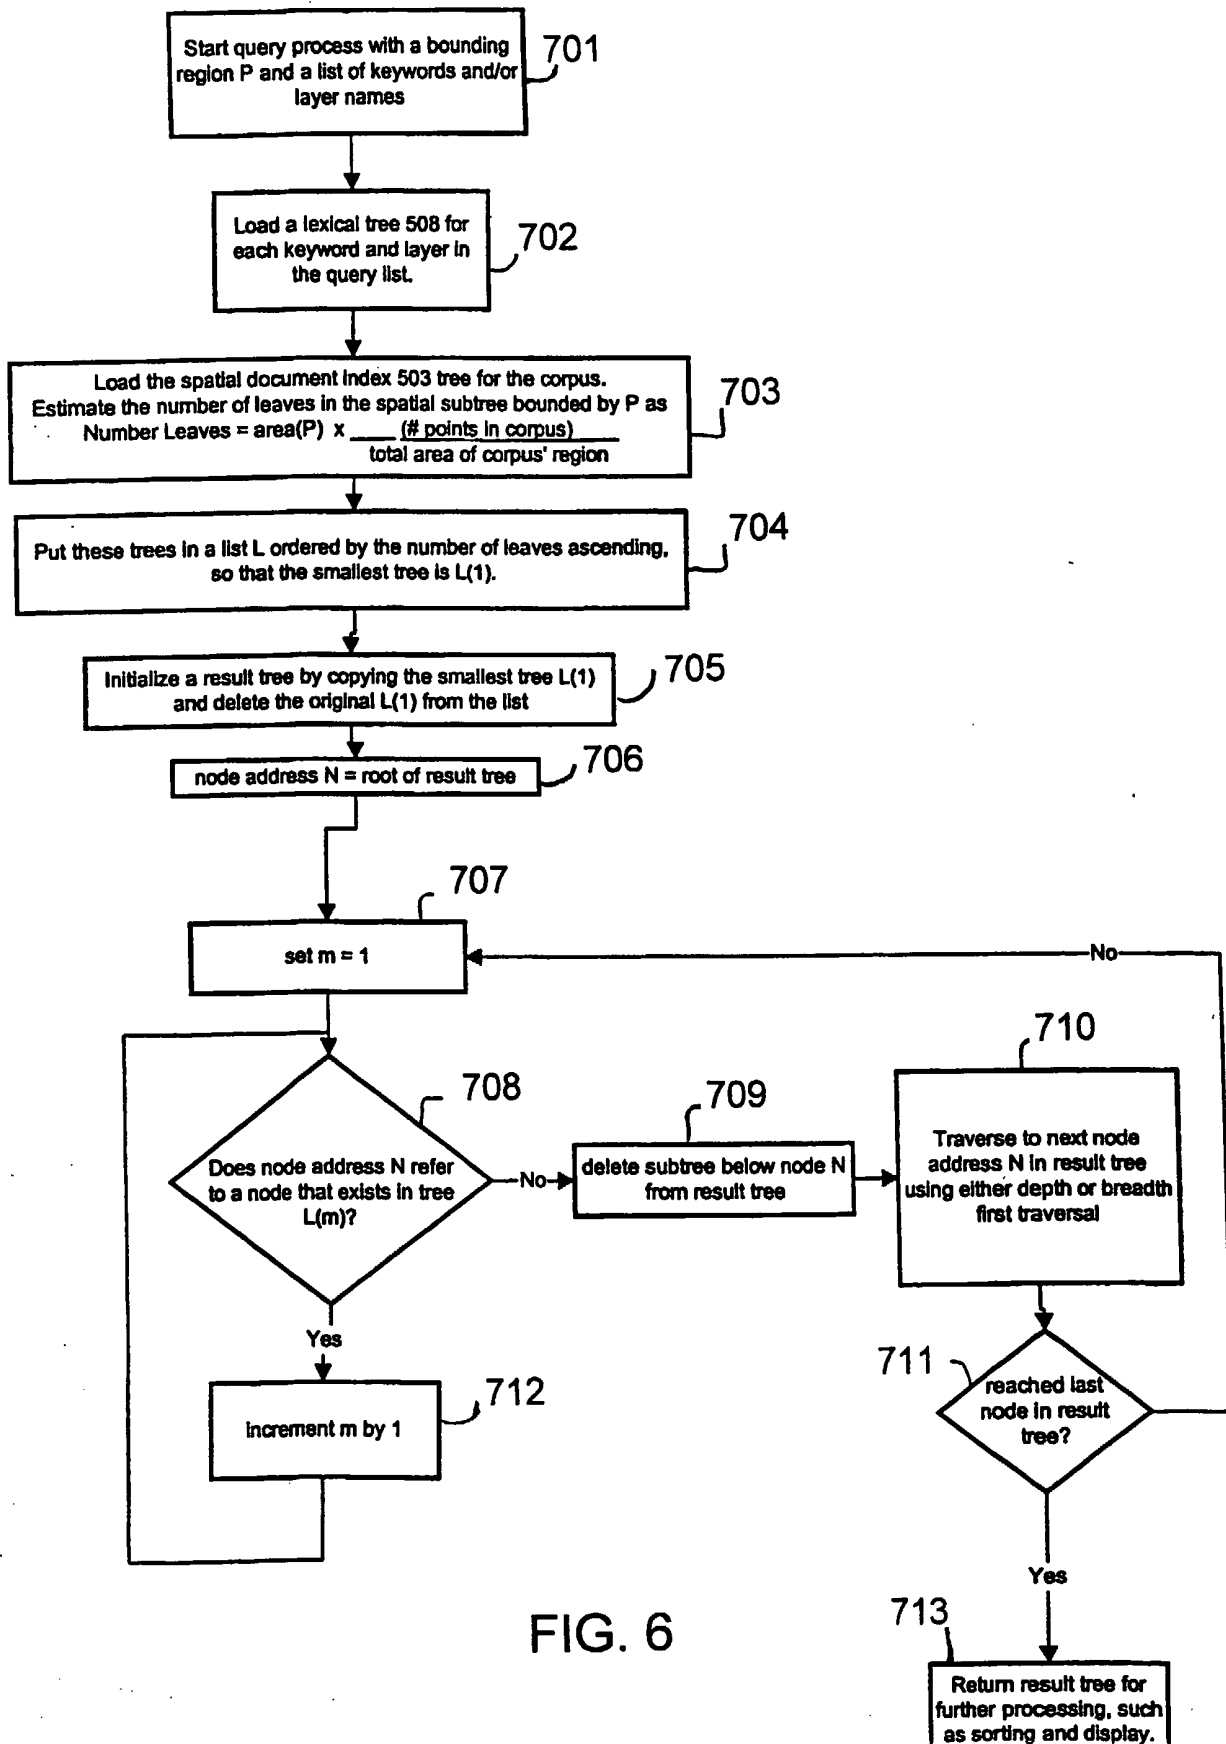 Start query process with a bounding
region P and a list of keywords and/or
layer names
701
Load a lexical tree 508 for
each keyword and layer in
the query list.
702
Load the spatial document index 503 tree for the corpus.
Estimate the number of leaves in the spatial subtree bounded by P as
Number Leaves = area(P) x ____ (# points in corpus)____
total area of corpus' region
703
Put these trees in a list L ordered by the number of leaves ascending,
so that the smallest tree is L(1).
704
Initialize a result tree by copying the smallest tree L(1)
and delete the original L(1) from the list
705
node address N = root of result tree
706
707
set m = 1
No
708
Does node address N refer
to a node that exists in tree
L(m)?
No
709
delete subtree below node N
from result tree
710
Traverse to next node
address N in result tree
using either depth or breadth
first traversal
Yes
712
increment m by 1
711
reached last
node in result
tree?
Yes
713
Return result tree for
further processing, such
as sorting and display.
FIG. 6